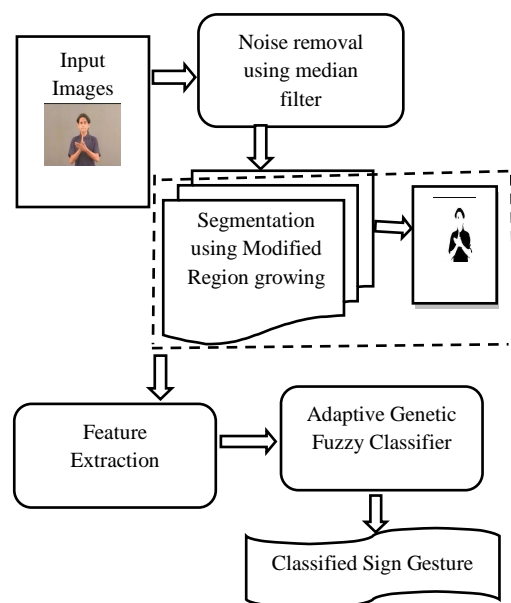 Input
Images
Noise removal
using median
filter
Segmentation
using Modified
Region growing
Feature
Extraction
Adaptive Genetic
Fuzzy Classifier
Classified Sign Gesture